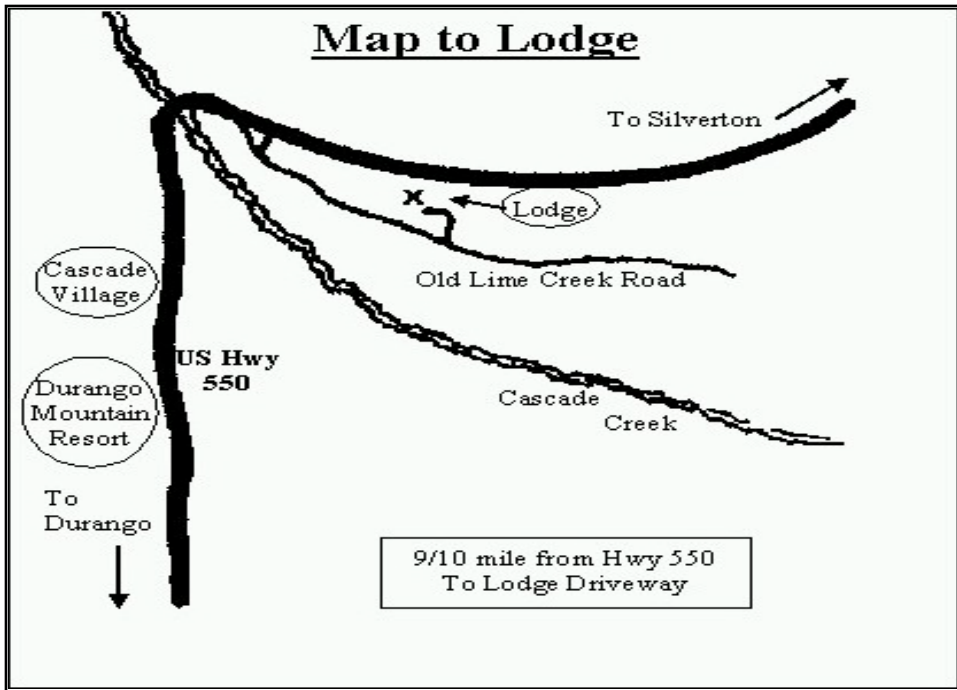 Map to Lodge
To Silverton
Lodge
X
Old Lime Creek Road
Cascade
Village
US Hwy
550
Durango
Mountain
Resort
Cascade
Creek
To
Durango
9/10 mile from Hwy 550
To Lodge Driveway